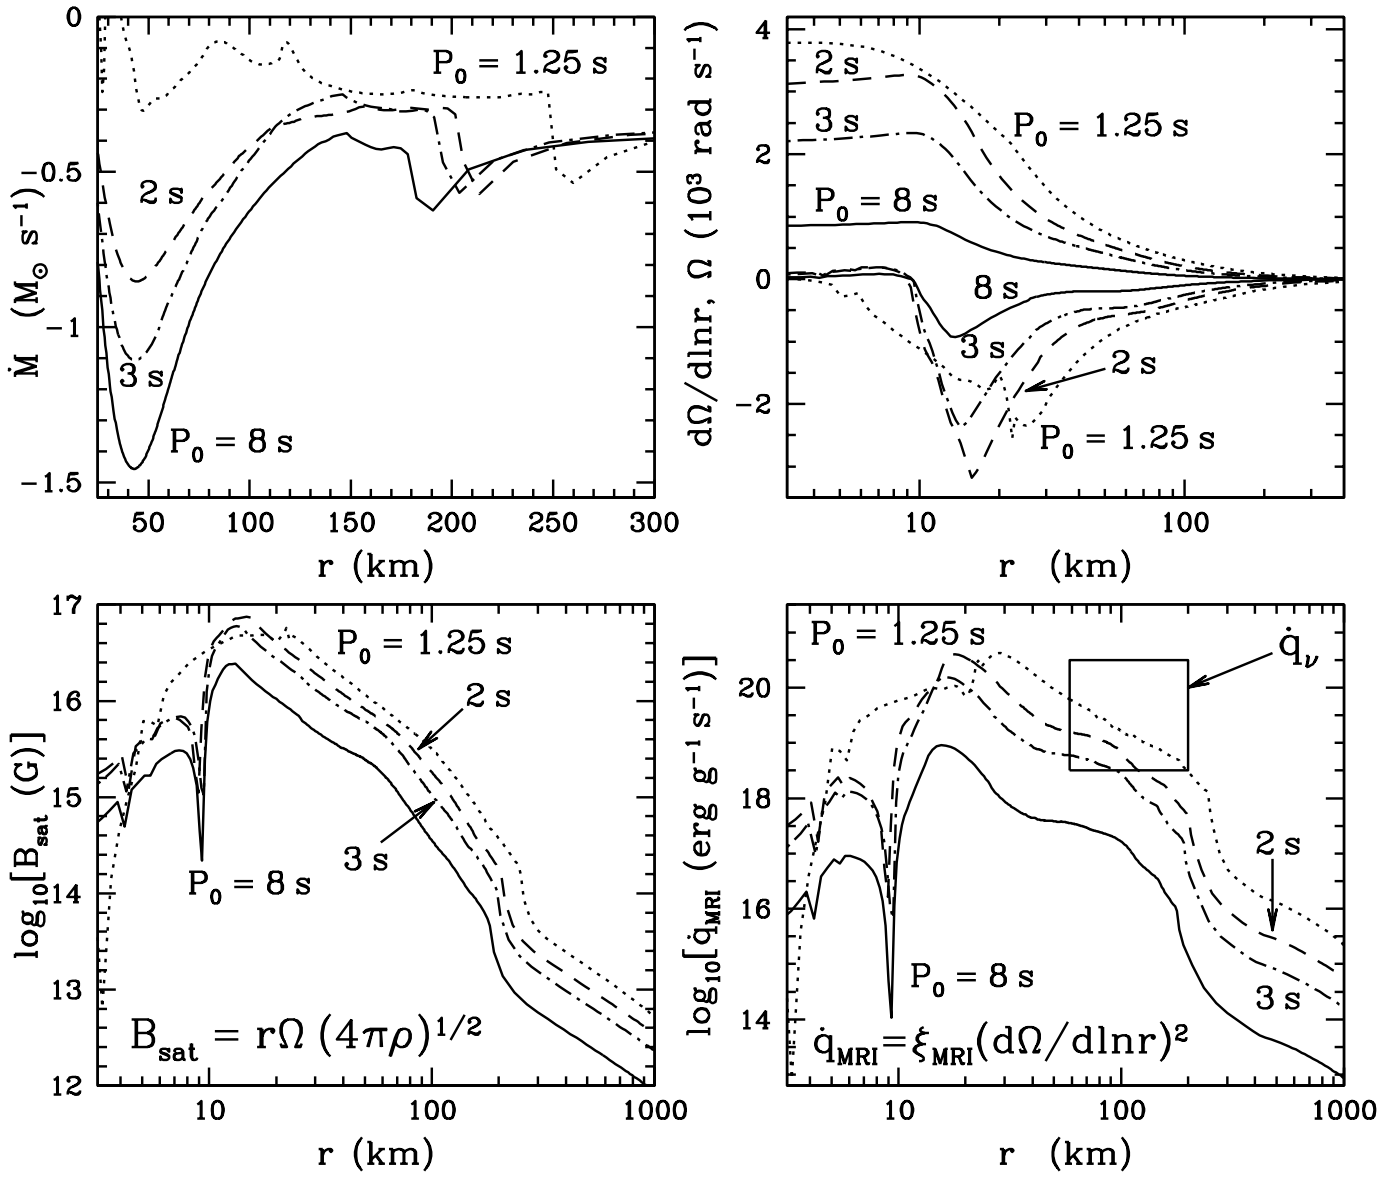 0
-0.5
-1
-1.5
Ṁ (M☉ s⁻¹)
P₀ = 1.25 s
2 s
3 s
P₀ = 8 s
50 100 150 200 250 300
r (km)
4
2
0
-2
dΩ/dlnr, Ω (10³ rad s⁻¹)
2 s
3 s
P₀ = 1.25 s
P₀ = 8 s
8 s
3 s
2 s
P₀ = 1.25 s
10 100
r (km)
17
16
15
14
13
12
log₁₀[B_sat (G)]
P₀ = 1.25 s
2 s
3 s
P₀ = 8 s
B_sat = rΩ (4πρ)^1/2
10 100 1000
r (km)
20
18
16
14
log₁₀[q̇_MRI (erg g⁻¹ s⁻¹)]
P₀ = 1.25 s
q̇_ν
2 s
P₀ = 8 s
3 s
q̇_MRI=ξ_MRI(dΩ/dlnr)²
10 100 1000
r (km)